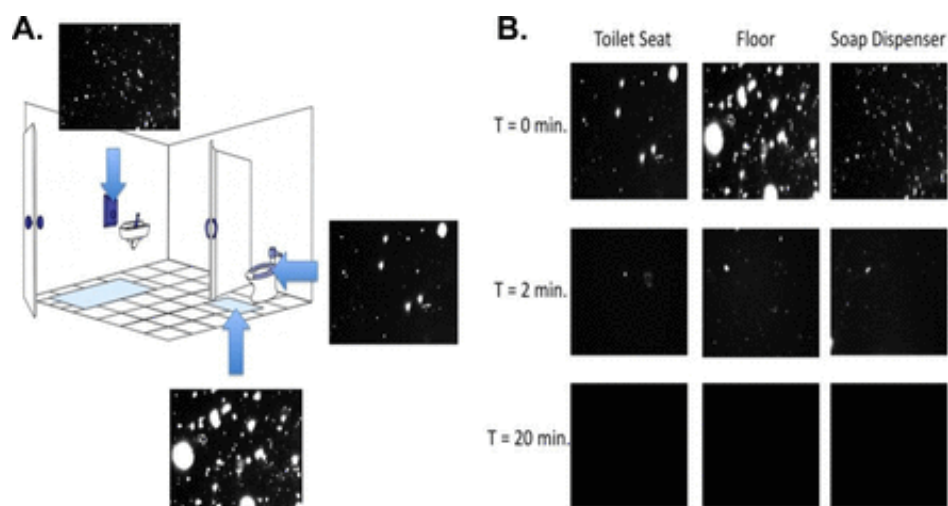 A.
B.
Toilet Seat
Floor
Soap Dispenser
T = 0 min.
T = 2 min.
T = 20 min.